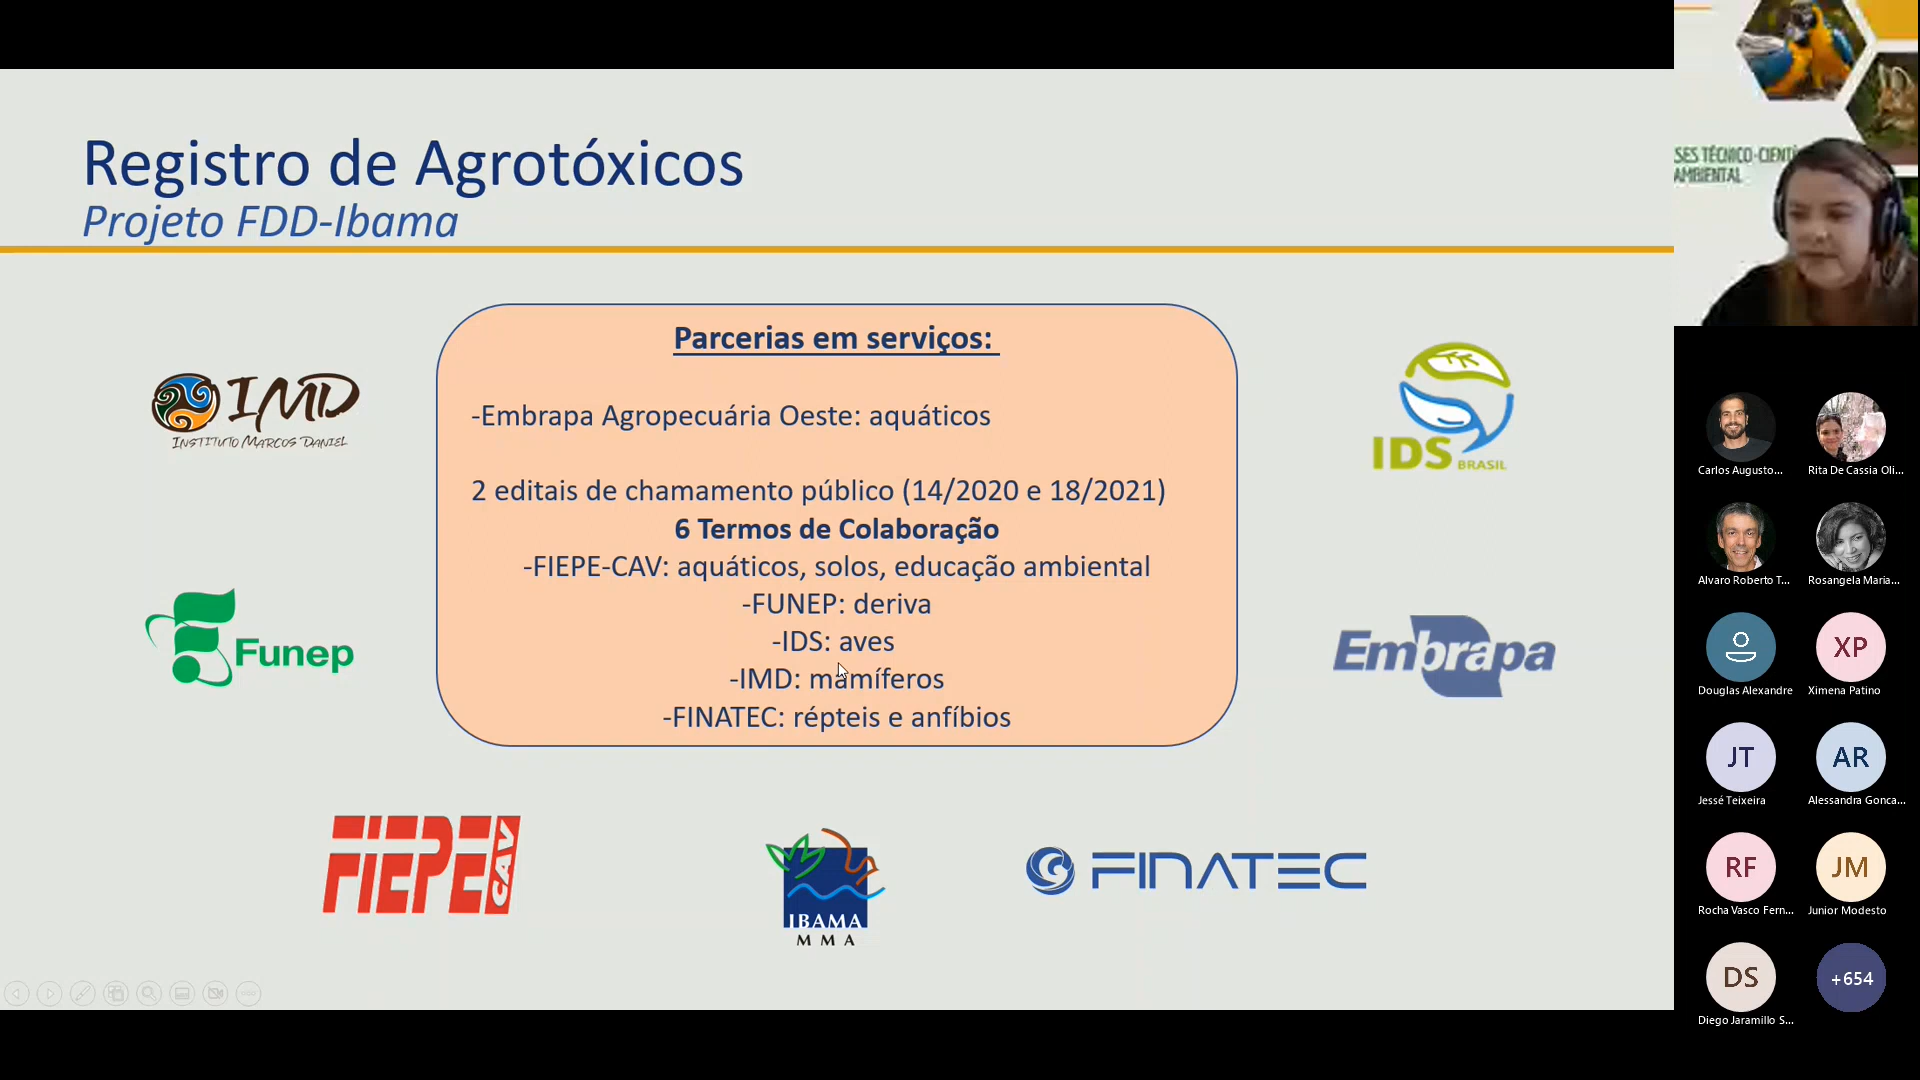 Registro de Agrotóxicos
Projeto FDD-Ibama
Parcerias em serviços:
-Embrapa Agropecuária Oeste: aquáticos
2 editais de chamamento público (14/2020 e 18/2021)
6 Termos de Colaboração
-FIEPE-CAV: aquáticos, solos, educação ambiental
-FUNEP: deriva
-IDS: aves
-IMD: mamíferos
-FINATEC: répteis e anfíbios
IMD
INSTITUTO MARCOS DANIEL
Funep
FIEPE CAV
IBAMA
MMA
FINATEC
Embrapa
IDS BRASIL
SES TÉCNICO-CIENTÍ
AMBIENTAL
Carlos Augusto...
Rita De Cassia Oli...
Alvaro Roberto T...
Rosangela Maria...
Douglas Alexandre
XP
Ximena Patino
JT
Jessé Teixeira
AR
Alessandra Gonca...
RF
Rocha Vasco Fern...
JM
Junior Modesto
DS
Diego Jaramillo S...
+654